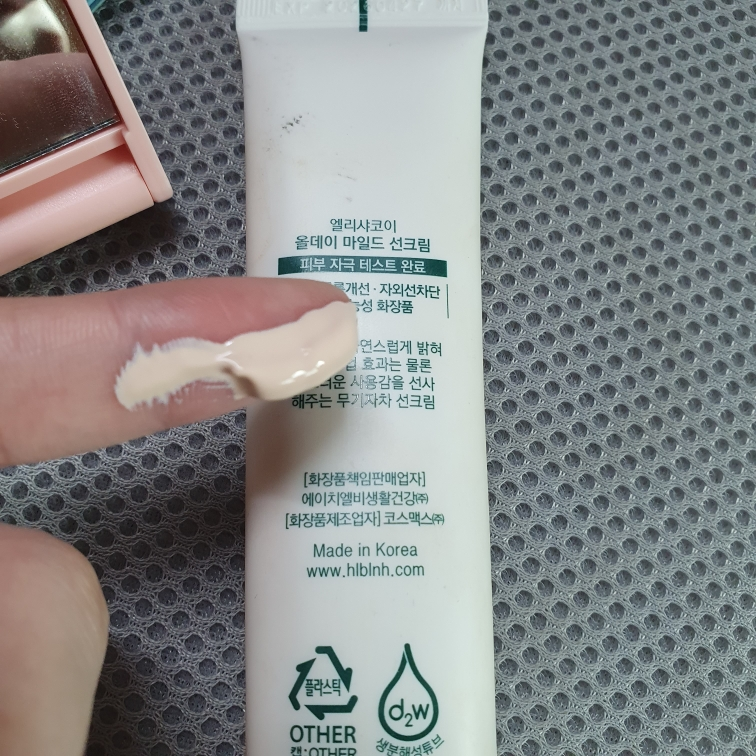 엘리샤코이
올데이 마일드 선크림
피부 자극 테스트 완료
· 자외선차단
화장품
밝혀
효과는 물론
사용감을 선사
해주는 무기자차 선크림
[화장품책임판매업자]
에이치엘비생활건강㈜
[화장품제조업자] 코스맥스㈜
Made in Korea
www.hlblnh.com
플라스틱
OTHER
d₂w
캡:OTHER
생분해성튜브